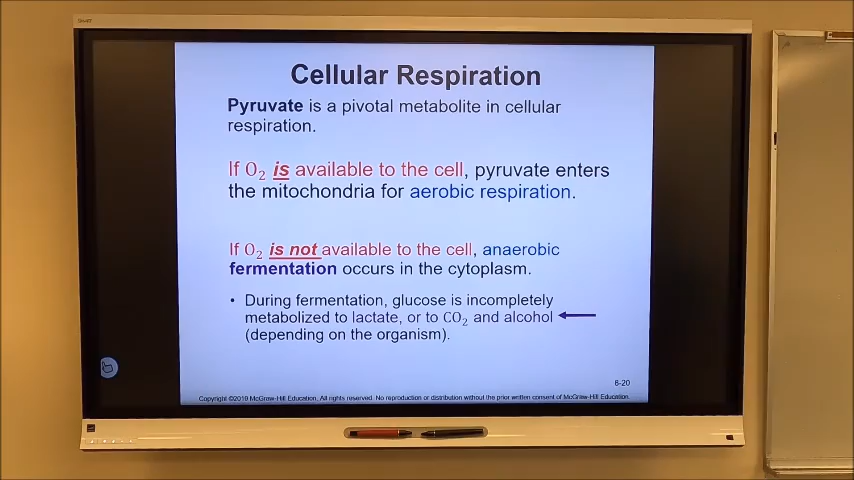 SMART
Cellular Respiration
Pyruvate is a pivotal metabolite in cellular
respiration.
If O₂ is available to the cell, pyruvate enters
the mitochondria for aerobic respiration.
If O₂ is not available to the cell, anaerobic
fermentation occurs in the cytoplasm.
• During fermentation, glucose is incompletely
metabolized to lactate, or to CO₂ and alcohol
(depending on the organism).
6-20
Copyright ©2019 McGraw-Hill Education. All rights reserved. No reproduction or distribution without the prior written consent of McGraw-Hill Education.